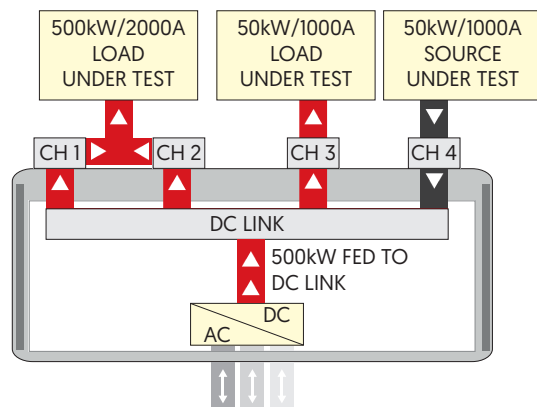 500kW/2000A
LOAD
UNDER TEST
50kW/1000A
LOAD
UNDER TEST
50kW/1000A
SOURCE
UNDER TEST
CH 1
CH 2
CH 3
CH 4
DC LINK
500kW FED TO
DC LINK
DC
AC